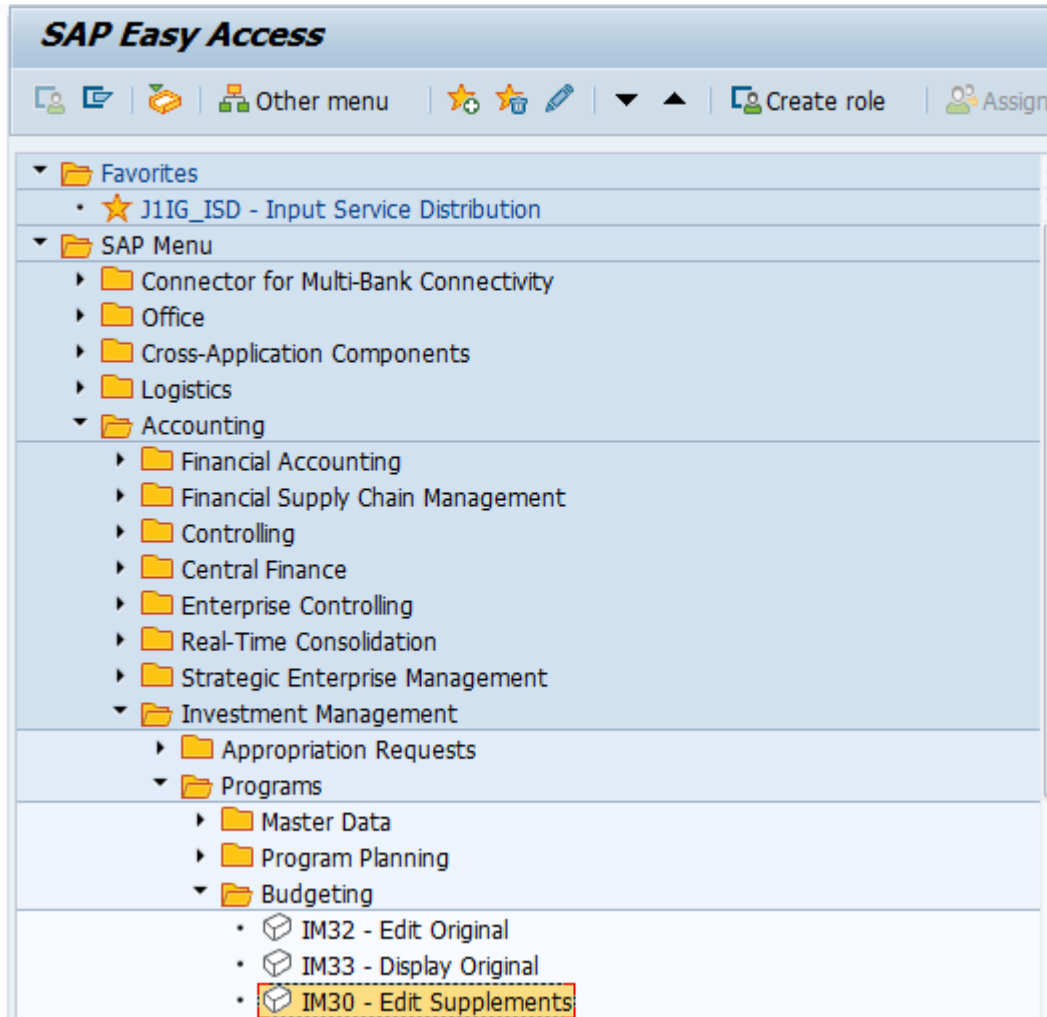 SAP Easy Access
Other menu Create role Assign
Favorites
J1IG_ISD - Input Service Distribution
SAP Menu
Connector for Multi-Bank Connectivity
Office
Cross-Application Components
Logistics
Accounting
Financial Accounting
Financial Supply Chain Management
Controlling
Central Finance
Enterprise Controlling
Real-Time Consolidation
Strategic Enterprise Management
Investment Management
Appropriation Requests
Programs
Master Data
Program Planning
Budgeting
IM32 - Edit Original
IM33 - Display Original
IM30 - Edit Supplements